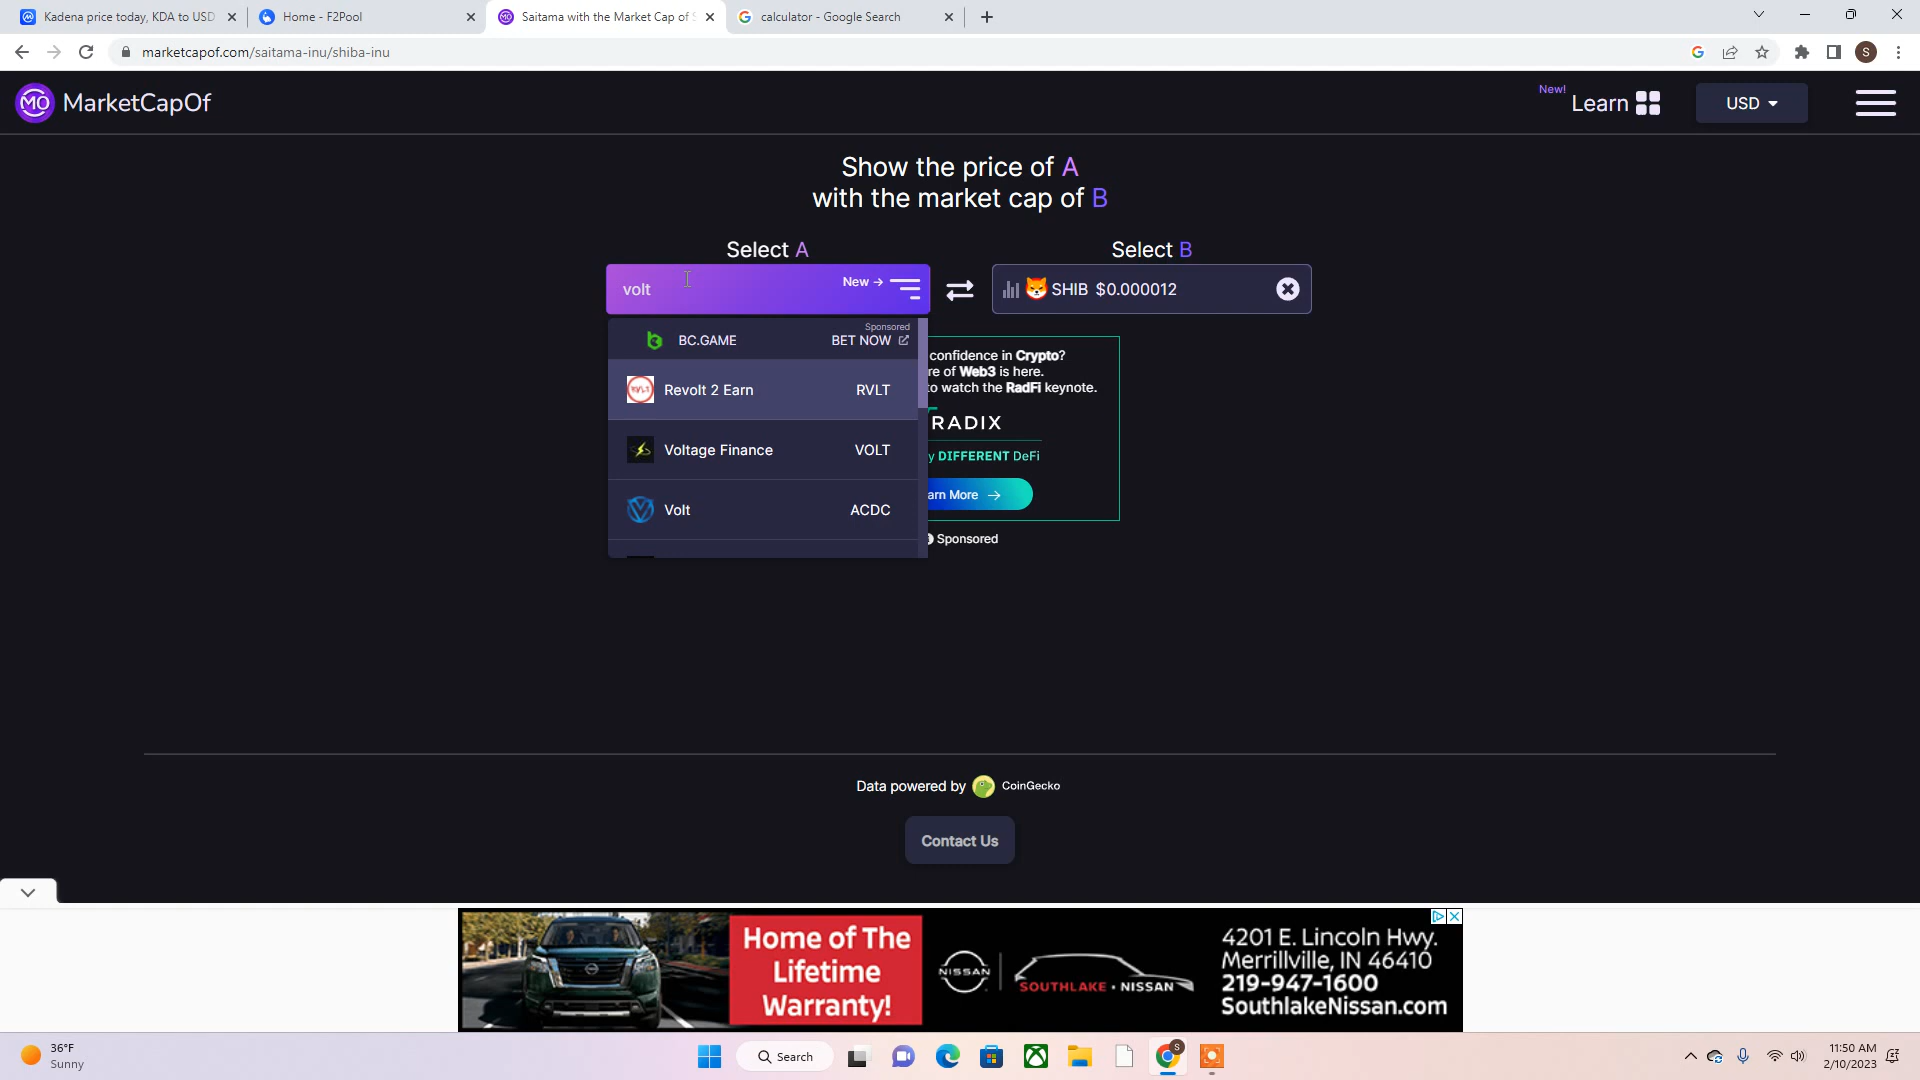 Kadena price today, KDA to USD
Home - F2Pool
Saitama with the Market Cap of S
calculator - Google Search
marketcapof.com/saitama-inu/shiba-inu
S
MO MarketCapOf
New!
Learn
USD
Show the price of A
with the market cap of B
Select A
Select B
volt
New →
SHIB $0.000012
Sponsored
BC.GAME
BET NOW
RVLT
Revolt 2 Earn
RVLT
Voltage Finance
VOLT
Volt
ACDC
confidence in Crypto?
re of Web3 is here.
to watch the RadFi keynote.
RADIX
y DIFFERENT DeFi
arn More →
Sponsored
Data powered by CoinGecko
Contact Us
Home of The
Lifetime
Warranty!
NISSAN
SOUTHLAKE • NISSAN
4201 E. Lincoln Hwy.
Merrillville, IN 46410
219-947-1600
SouthlakeNissan.com
36°F
Sunny
Search
S
11:50 AM
2/10/2023